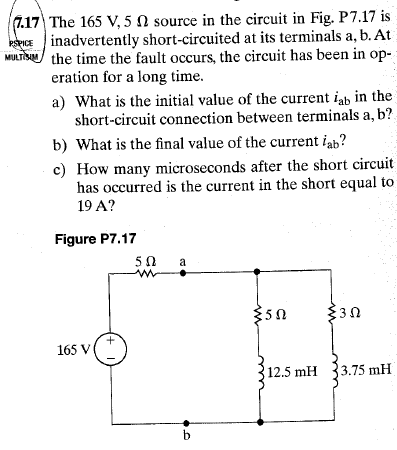 7.17 The 165 V, 5 Ω source in the circuit in Fig. P7.17 is
PSPICE inadvertently short-circuited at its terminals a, b. At
MULTISIM the time the fault occurs, the circuit has been in op-
eration for a long time.
a) What is the initial value of the current iab in the
short-circuit connection between terminals a, b?
b) What is the final value of the current iab?
c) How many microseconds after the short circuit
has occurred is the current in the short equal to
19 A?
Figure P7.17
5 Ω a
5 Ω 3 Ω
165 V + −
12.5 mH 3.75 mH
b